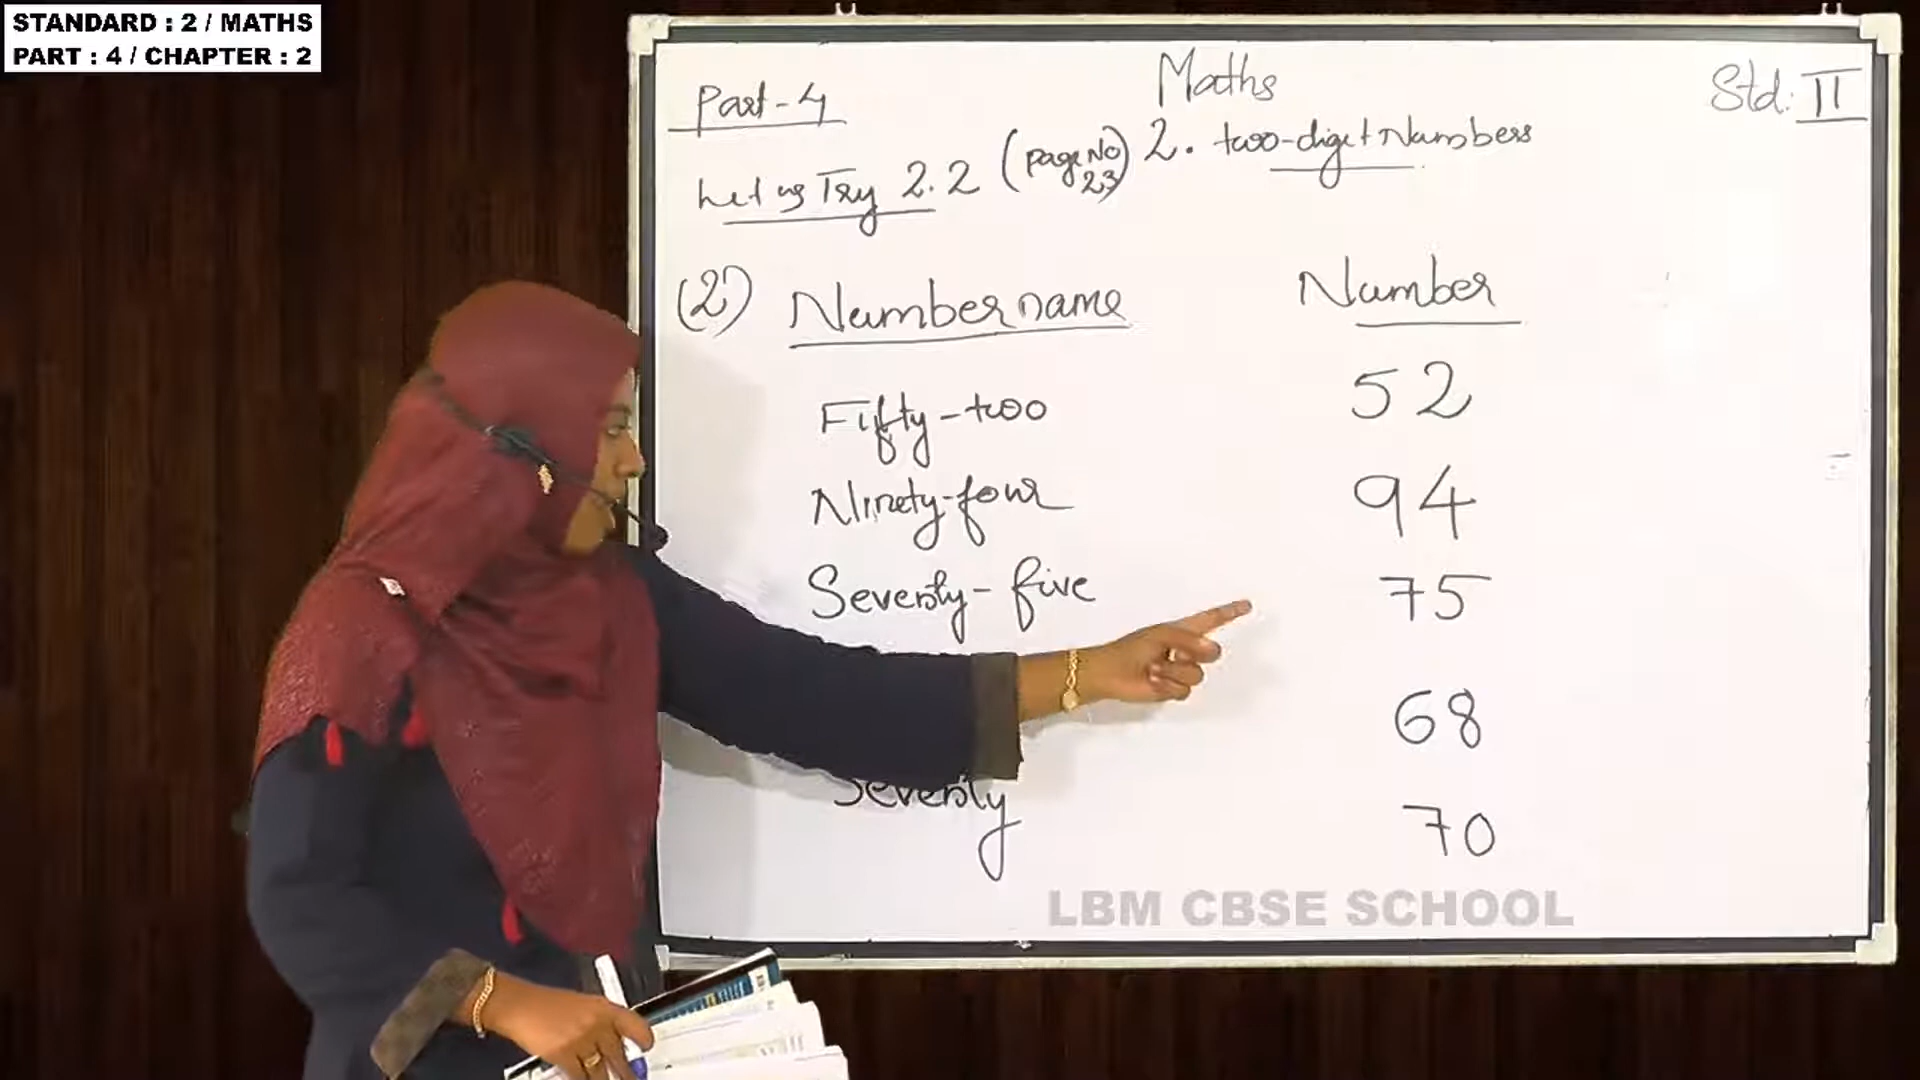 STANDARD : 2 / MATHS
PART : 4 / CHAPTER : 2
Part-4
Maths
Std: II
Let us Try 2.2 (page No 23)
2. two-digit Numbers
(2) Number name
Number
Fifty-two
52
Ninety-four
94
Seventy-five
75
68
Seventy
70
LBM CBSE SCHOOL